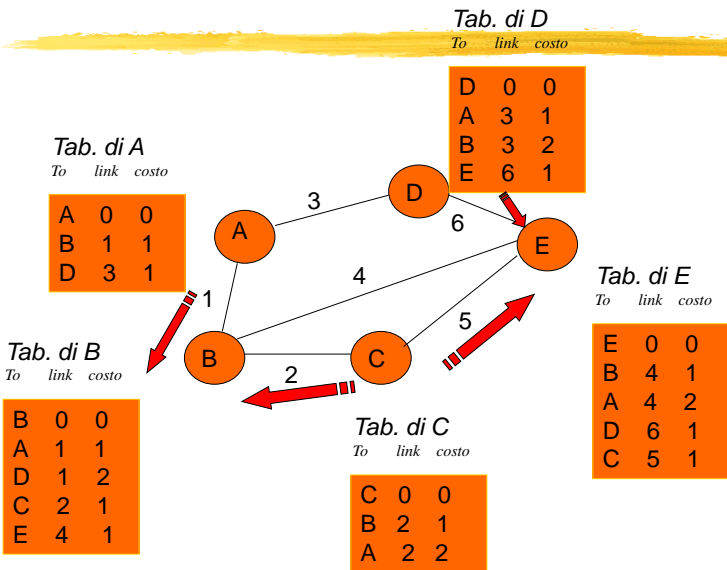 Tab. di D
To link costo
D 0 0
A 3 1
B 3 2
E 6 1
Tab. di A
To link costo
A 0 0
B 1 1
D 3 1
3
D
6
A
E
4
1
5
B
2
C
Tab. di E
To link costo
E 0 0
B 4 1
A 4 2
D 6 1
C 5 1
Tab. di B
To link costo
B 0 0
A 1 1
D 1 2
C 2 1
E 4 1
Tab. di C
To link costo
C 0 0
B 2 1
A 2 2